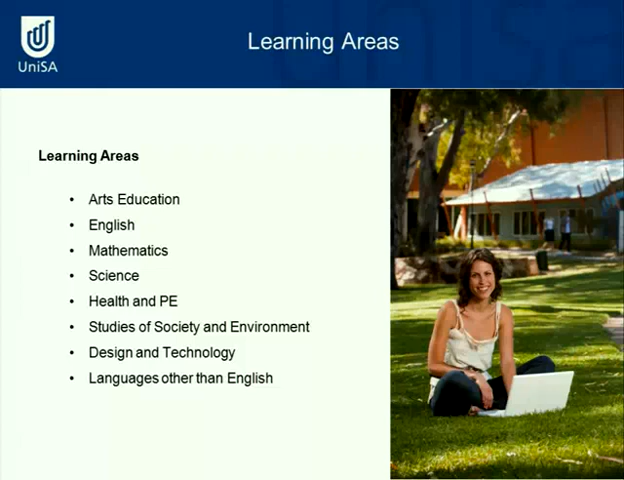 Learning Areas
UniSA
Learning Areas
• Arts Education
• English
• Mathematics
• Science
• Health and PE
• Studies of Society and Environment
• Design and Technology
• Languages other than English